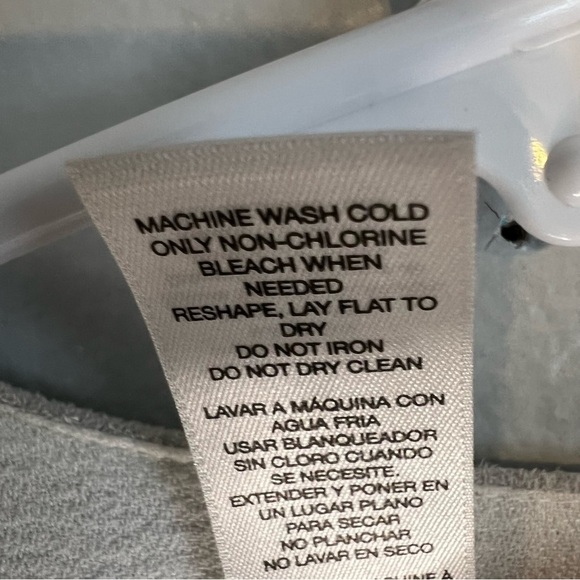 MACHINE WASH COLD
ONLY NON-CHLORINE
BLEACH WHEN
NEEDED
RESHAPE, LAY FLAT TO
DRY
DO NOT IRON
DO NOT DRY CLEAN
LAVAR A MÁQUINA CON
AGUA FRIA
USAR BLANQUEADOR
SIN CLORO CUANDO
SE NECESITE.
EXTENDER Y PONER EN
UN LUGAR PLANO
PARA SECAR
NO PLANCHAR
NO LAVAR EN SECO